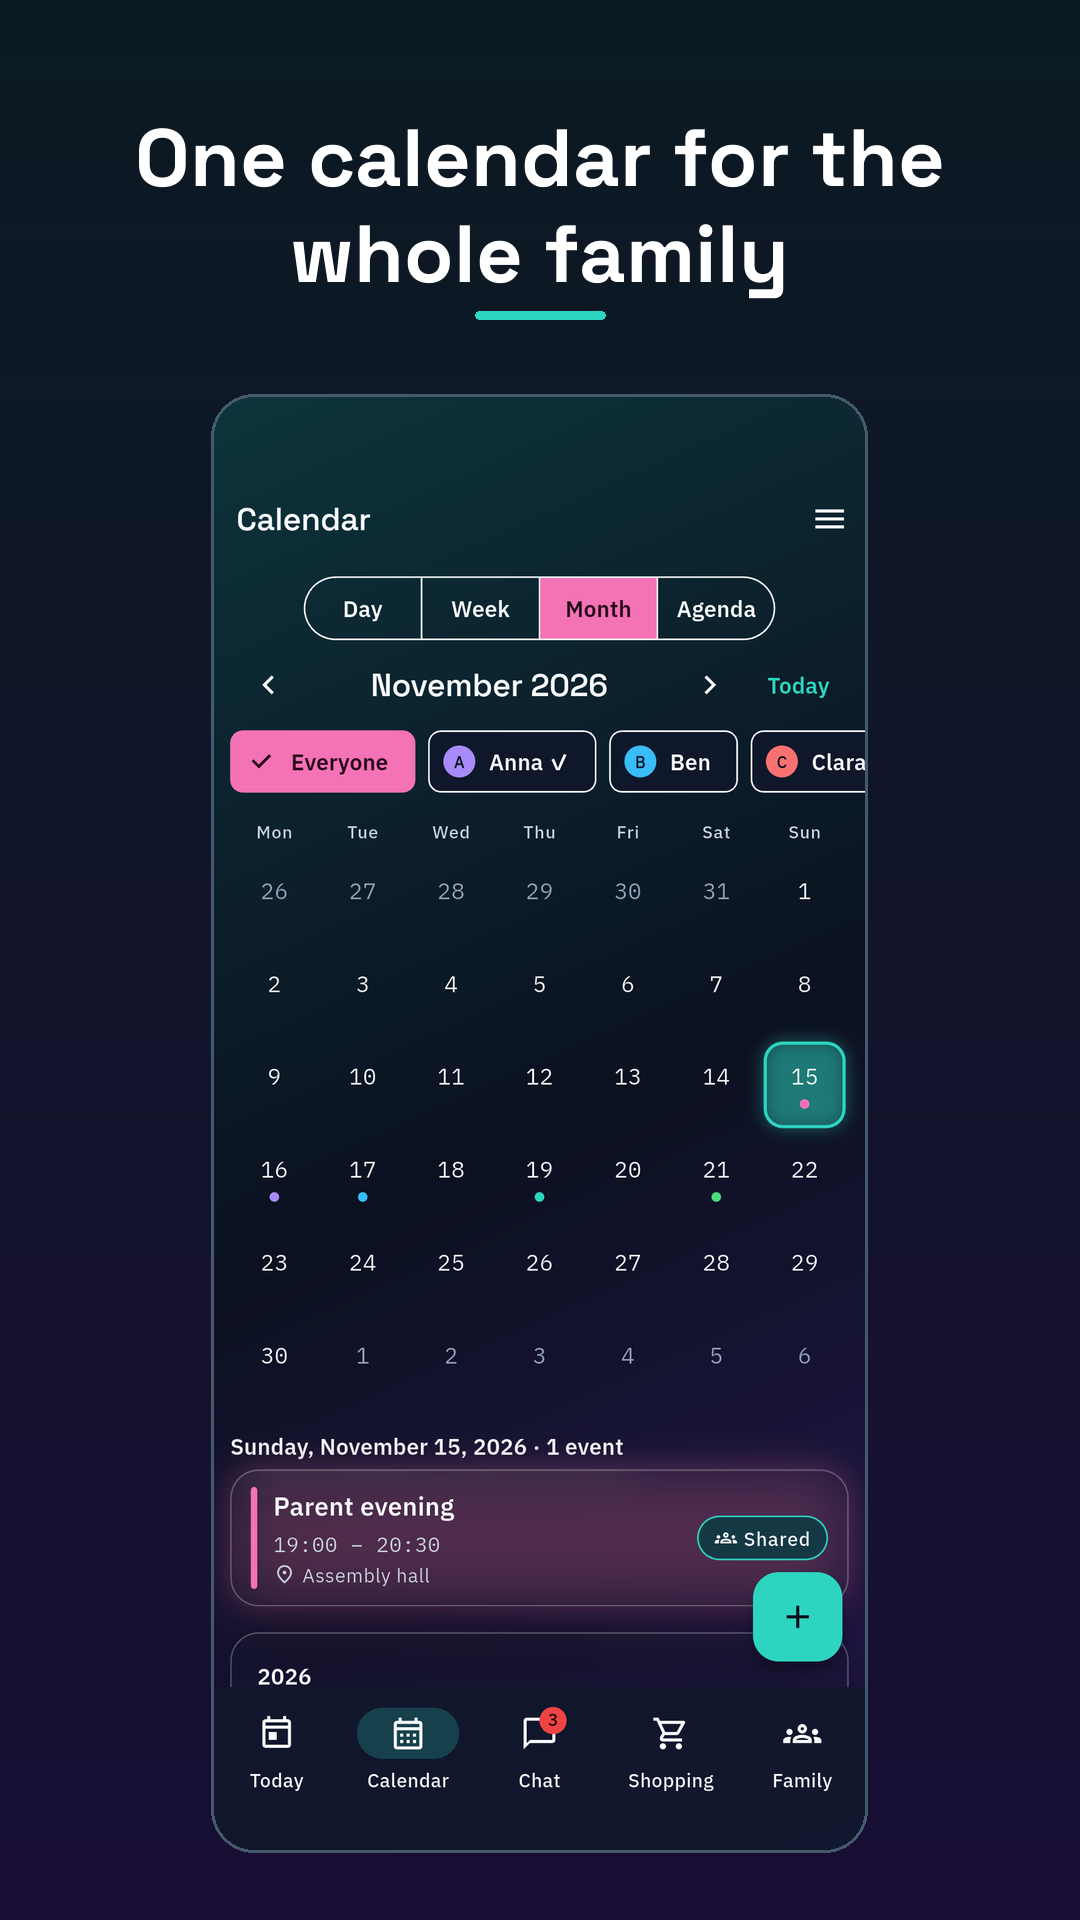 One calendar for the
whole family
Calendar
Day Week Month Agenda
November 2026 Today
Everyone A Anna ✓ B Ben C Clara
Mon Tue Wed Thu Fri Sat Sun
26 27 28 29 30 31 1
2 3 4 5 6 7 8
9 10 11 12 13 14 15
16 17 18 19 20 21 22
23 24 25 26 27 28 29
30 1 2 3 4 5 6
Sunday, November 15, 2026 · 1 event
Parent evening
19:00 – 20:30
Shared
Assembly hall
+
2026
3
Today Calendar Chat Shopping Family